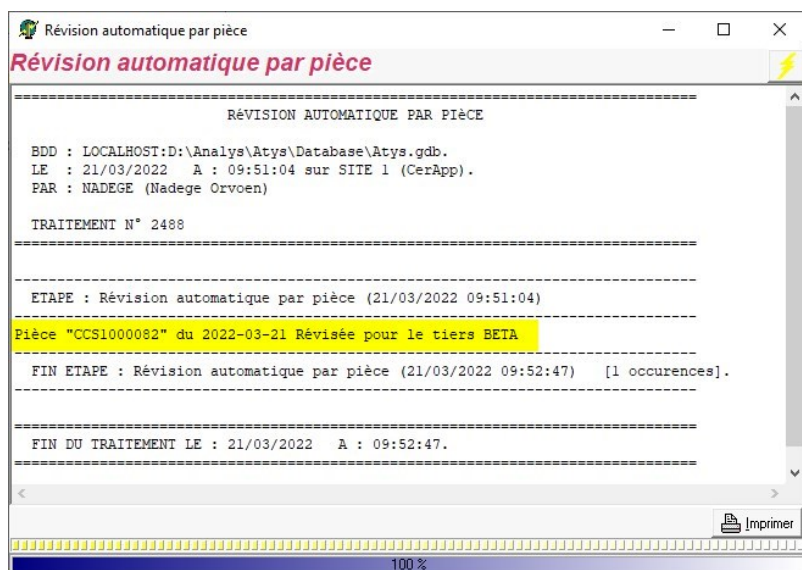 Révision automatique par pièce
Révision automatique par pièce
================================================================================
RéVISION AUTOMATIQUE PAR PIèCE
BDD : LOCALHOST:D:\Analys\Atys\Database\Atys.gdb.
LE : 21/03/2022 A : 09:51:04 sur SITE 1 (CerApp).
PAR : NADEGE (Nadege Orvoen)
TRAITEMENT N° 2488
================================================================================
--------------------------------------------------------------------------------
ETAPE : Révision automatique par pièce (21/03/2022 09:51:04)
--------------------------------------------------------------------------------
Pièce "CCS1000082" du 2022-03-21 Révisée pour le tiers BETA
--------------------------------------------------------------------------------
FIN ETAPE : Révision automatique par pièce (21/03/2022 09:52:47) [1 occurences].
--------------------------------------------------------------------------------
================================================================================
FIN DU TRAITEMENT LE : 21/03/2022 A : 09:52:47.
================================================================================
Imprimer
100 %